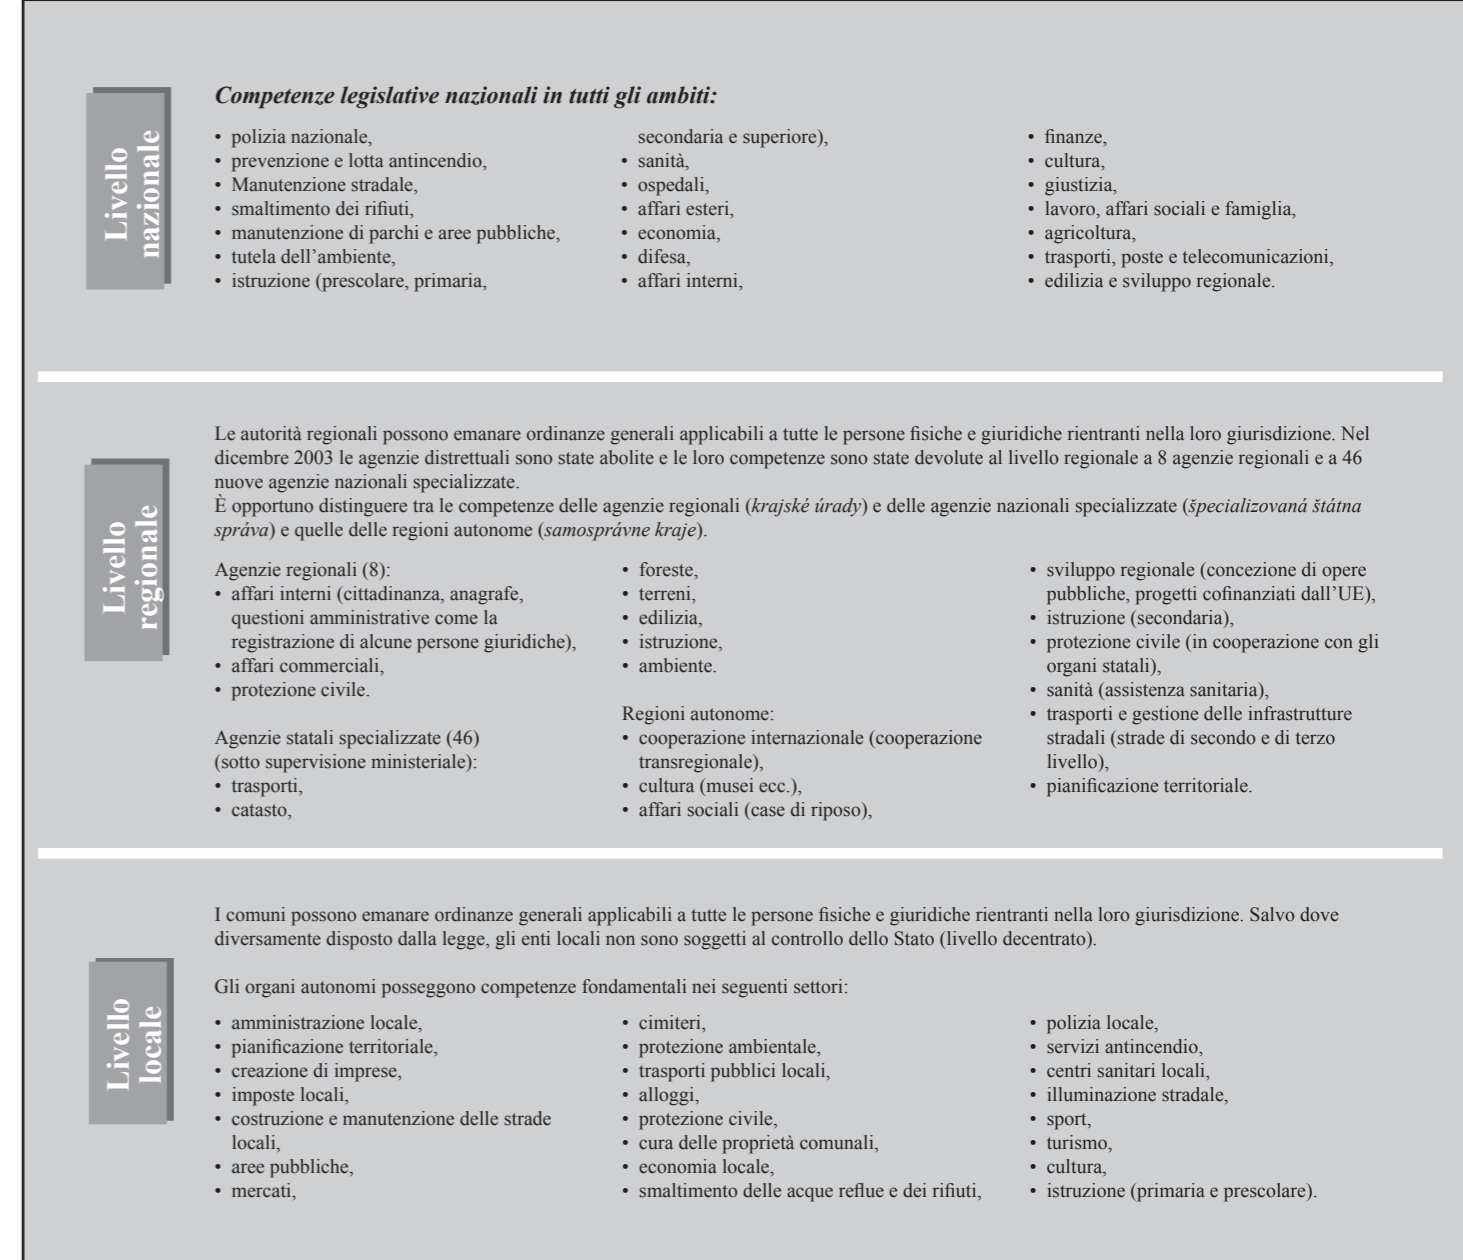 Livello
nazionale
Competenze legislative nazionali in tutti gli ambiti:
• polizia nazionale,
• prevenzione e lotta antincendio,
• Manutenzione stradale,
• smaltimento dei rifiuti,
• manutenzione di parchi e aree pubbliche,
• tutela dell’ambiente,
• istruzione (prescolare, primaria,
secondaria e superiore),
• sanità,
• ospedali,
• affari esteri,
• economia,
• difesa,
• affari interni,
• finanze,
• cultura,
• giustizia,
• lavoro, affari sociali e famiglia,
• agricoltura,
• trasporti, poste e telecomunicazioni,
• edilizia e sviluppo regionale.
Livello
regionale
Le autorità regionali possono emanare ordinanze generali applicabili a tutte le persone fisiche e giuridiche rientranti nella loro giurisdizione. Nel
dicembre 2003 le agenzie distrettuali sono state abolite e le loro competenze sono state devolute al livello regionale a 8 agenzie regionali e a 46
nuove agenzie nazionali specializzate.
È opportuno distinguere tra le competenze delle agenzie regionali (krajské úrady) e delle agenzie nazionali specializzate (špecializovaná štátna
správa) e quelle delle regioni autonome (samosprávne kraje).
Agenzie regionali (8):
• affari interni (cittadinanza, anagrafe,
questioni amministrative come la
registrazione di alcune persone giuridiche),
• affari commerciali,
• protezione civile.
Agenzie statali specializzate (46)
(sotto supervisione ministeriale):
• trasporti,
• catasto,
• foreste,
• terreni,
• edilizia,
• istruzione,
• ambiente.
Regioni autonome:
• cooperazione internazionale (cooperazione
transregionale),
• cultura (musei ecc.),
• affari sociali (case di riposo),
• sviluppo regionale (concezione di opere
pubbliche, progetti cofinanziati dall’UE),
• istruzione (secondaria),
• protezione civile (in cooperazione con gli
organi statali),
• sanità (assistenza sanitaria),
• trasporti e gestione delle infrastrutture
stradali (strade di secondo e di terzo
livello),
• pianificazione territoriale.
Livello
locale
I comuni possono emanare ordinanze generali applicabili a tutte le persone fisiche e giuridiche rientranti nella loro giurisdizione. Salvo dove
diversamente disposto dalla legge, gli enti locali non sono soggetti al controllo dello Stato (livello decentrato).
Gli organi autonomi posseggono competenze fondamentali nei seguenti settori:
• amministrazione locale,
• pianificazione territoriale,
• creazione di imprese,
• imposte locali,
• costruzione e manutenzione delle strade
locali,
• aree pubbliche,
• mercati,
• cimiteri,
• protezione ambientale,
• trasporti pubblici locali,
• alloggi,
• protezione civile,
• cura delle proprietà comunali,
• economia locale,
• smaltimento delle acque reflue e dei rifiuti,
• polizia locale,
• servizi antincendio,
• centri sanitari locali,
• illuminazione stradale,
• sport,
• turismo,
• cultura,
• istruzione (primaria e prescolare).